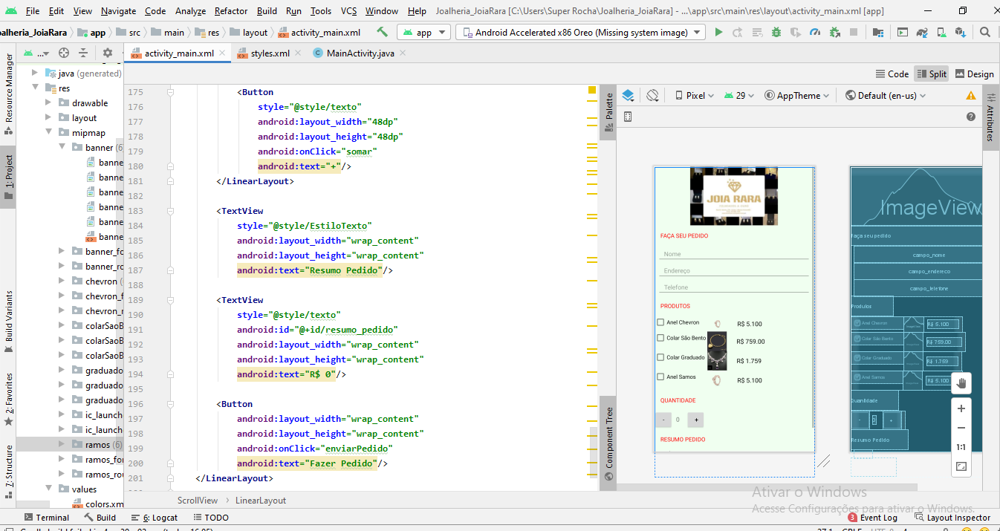 File Edit View Navigate Code Analyze Refactor Build Run Tools VCS Window Help Joalheria_JoiaRara [C:\Users\Super Rocha\Joalheria_JoiaRara] - ...\app\src\main\res\layout\activity_main.xml [app]
oalheria_JoiaRara app src main res layout activity_main.xml app Android Accelerated x86 Oreo (Missing system image)
... activity_main.xml styles.xml MainActivity.java
Code Split Design
Pixel 29 AppTheme Default (en-us)
Resource Manager
1: Project
Build Variants
2: Favorites
7: Structure
java (generated)
res
drawable
layout
mipmap
banner (6
banne
banne
banne
banne
banne
banne
banner_fo
banner_ro
chevron (
chevron_f
chevron_r
colarSaoB
colarSaoB
colarSaoB
graduado
graduado
graduado
ic_launch
ic_launch
ramos (6)
ramos_for
ramos_rou
values
colors.xm
175 <Button
176 style="@style/texto"
177 android:layout_width="48dp"
178 android:layout_height="48dp"
179 android:onClick="somar"
180 android:text="+"/>
181 </LinearLayout>
182
183 <TextView
184 style="@style/EstiloTexto"
185 android:layout_width="wrap_content"
186 android:layout_height="wrap_content"
187 android:text="Resumo Pedido"/>
188
189 <TextView
190 style="@style/texto"
191 android:id="@+id/resumo_pedido"
192 android:layout_width="wrap_content"
193 android:layout_height="wrap_content"
194 android:text="R$ 0"/>
195
196 <Button
197 android:layout_width="wrap_content"
198 android:layout_height="wrap_content"
199 android:onClick="enviarPedido"
200 android:text="Fazer Pedido"/>
201 </LinearLayout>
ScrollView LinearLayout
Palette
Component Tree
Attributes
JOIA RARA
FAÇA SEU PEDIDO
Nome
Endereço
Telefone
PRODUTOS
Anel Chevron R$ 5.100
Colar São Bento R$ 759.00
Colar Graduado R$ 1.759
Anel Samos R$ 5.100
QUANTIDADE
- 0 +
RESUMO PEDIDO
ImageView
Faça seu pedido
campo_nome
campo_endereco
campo_telefone
Produtos
Anel Chevron R$ 5.100
Colar São Bento R$ 759.00
Colar Graduado R$ 1.759
Anel Samos R$ 5.100
Quantidade
- 0 +
Resumo Pedido
1:1
Ativar o Windows
Acesse Configurações para ativar o Windows.
Terminal Build 6: Logcat TODO 3 Event Log Layout Inspector